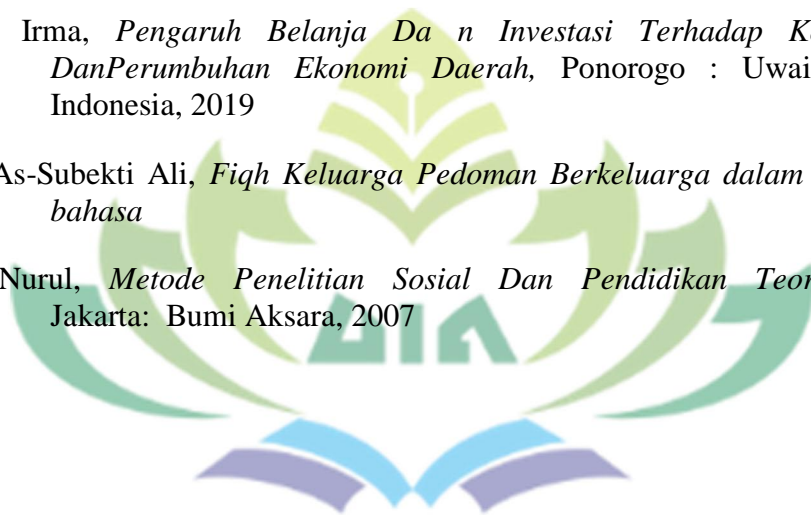 Irma, Pengaruh Belanja Da n Investasi Terhadap
DanPerumbuhan Ekonomi Daerah, Ponorogo : Uwai
Indonesia, 2019
As-Subekti Ali, Fiqh Keluarga Pedoman Berkeluarga dalam
bahasa
Nurul, Metode Penelitian Sosial Dan Pendidikan Teor
Jakarta: Bumi Aksara, 2007